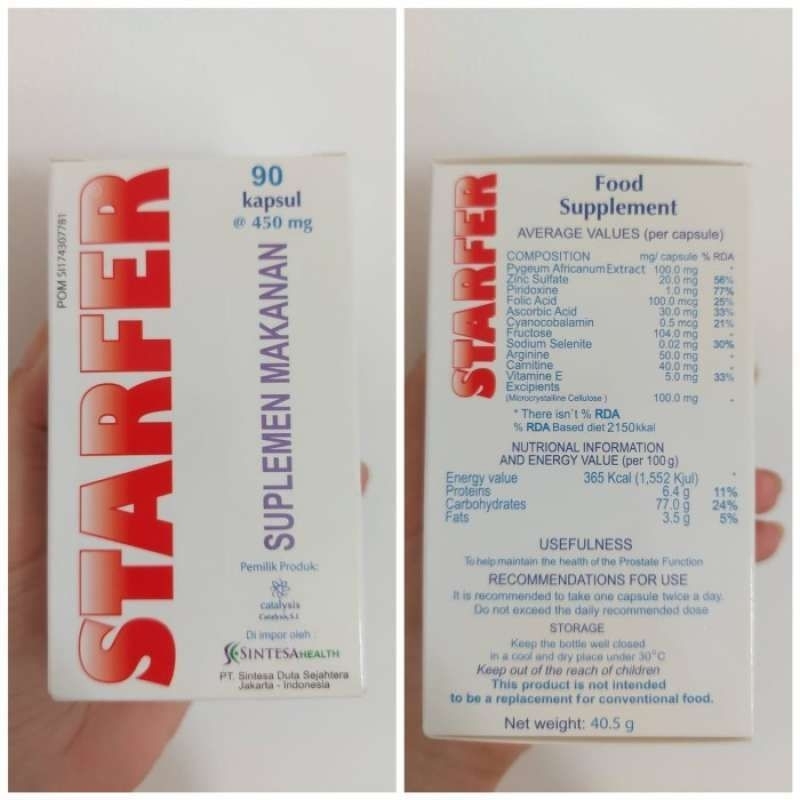 POM SI174307781
STARFER
90
kapsul
@ 450 mg
SUPLEMEN MAKANAN
Pemilik Produk:
catalysis
Catalysis, S.L
Di impor oleh :
SINTESAHEALTH
PT. Sintesa Duta Sejahtera
Jakarta - Indonesia
STARFER
Food
Supplement
AVERAGE VALUES (per capsule)
COMPOSITION mg/ capsule % RDA
Pygeum Africanum Extract 100.0 mg *
Zinc Sulfate 20.0 mg 56%
Piridoxine 1.0 mg 77%
Folic Acid 100.0 mcg 25%
Ascorbic Acid 30.0 mg 33%
Cyanocobalamin 0.5 mcg 21%
Fructose 104.0 mg -
Sodium Selenite 0.02 mg 30%
Arginine 50.0 mg -
Carnitine 40.0 mg -
Vitamine E 5.0 mg 33%
Excipients
(Microcrystalline Cellulose ) 100.0 mg -
* There isn't % RDA
% RDA Based diet 2150kkal
NUTRIONAL INFORMATION
AND ENERGY VALUE (per 100 g)
Energy value 365 Kcal (1,552 Kjul) *
Proteins 6.4 g 11%
Carbohydrates 77.0 g 24%
Fats 3.5 g 5%
USEFULNESS
To help maintain the health of the Prostate Function
RECOMMENDATIONS FOR USE
It is recommended to take one capsule twice a day.
Do not exceed the daily recommended dose
STORAGE
Keep the bottle well closed
in a cool and dry place under 30°C
Keep out of the reach of children
This product is not intended
to be a replacement for conventional food.
Net weight: 40.5 g